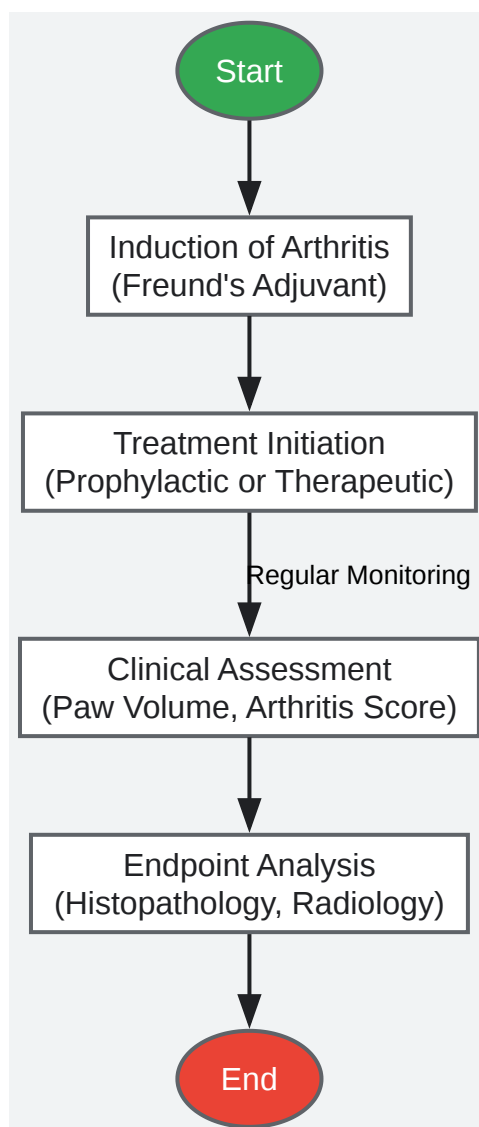 Start
Induction of Arthritis
(Freund's Adjuvant)
Treatment Initiation
(Prophylactic or Therapeutic)
Regular Monitoring
Clinical Assessment
(Paw Volume, Arthritis Score)
Endpoint Analysis
(Histopathology, Radiology)
End